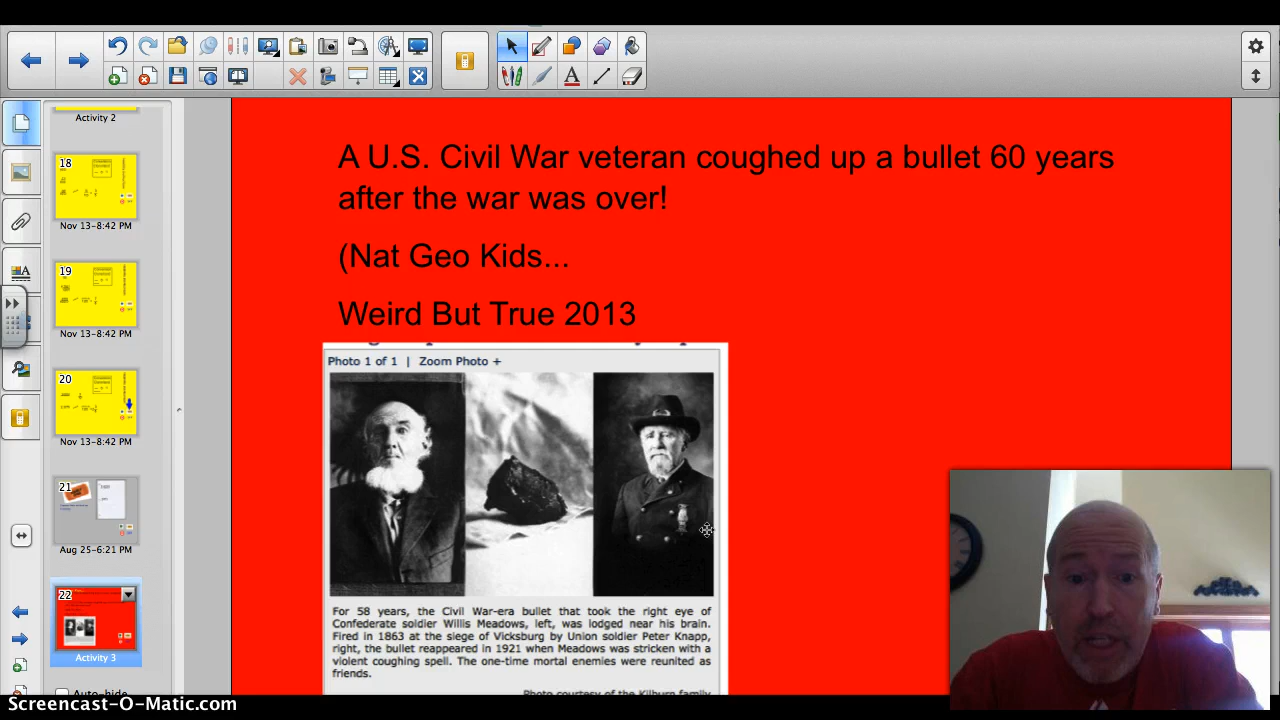 Activity 2
18
Nov 13-8:42 PM
19
Nov 13-8:42 PM
20
Nov 13-8:42 PM
21
Aug 25-6:21 PM
22
Activity 3
Auto-hide
A U.S. Civil War veteran coughed up a bullet 60 years
after the war was over!
(Nat Geo Kids...
Weird But True 2013
Photo 1 of 1 | Zoom Photo +
For 58 years, the Civil War-era bullet that took the right eye of
Confederate soldier Willis Meadows, left, was lodged near his brain.
Fired in 1863 at the siege of Vicksburg by Union soldier Peter Knapp,
right, the bullet reappeared in 1921 when Meadows was stricken with a
violent coughing spell. The one-time mortal enemies were reunited as
friends.
Photo courtesy of the Kilburn family
Screencast-O-Matic.com